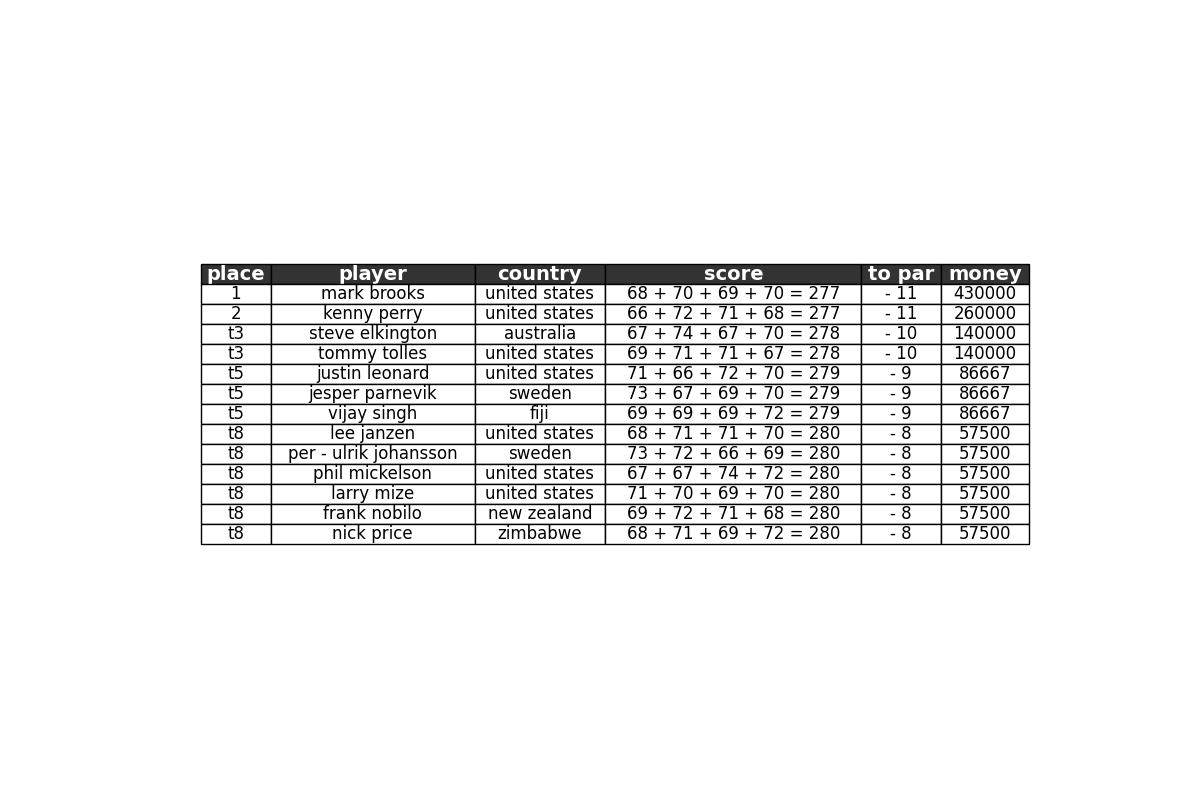 place player country score to par money
1 mark brooks united states 68 + 70 + 69 + 70 = 277 - 11 430000
2 kenny perry united states 66 + 72 + 71 + 68 = 277 - 11 260000
t3 steve elkington australia 67 + 74 + 67 + 70 = 278 - 10 140000
t3 tommy tolles united states 69 + 71 + 71 + 67 = 278 - 10 140000
t5 justin leonard united states 71 + 66 + 72 + 70 = 279 - 9 86667
t5 jesper parnevik sweden 73 + 67 + 69 + 70 = 279 - 9 86667
t5 vijay singh fiji 69 + 69 + 69 + 72 = 279 - 9 86667
t8 lee janzen united states 68 + 71 + 71 + 70 = 280 - 8 57500
t8 per - ulrik johansson sweden 73 + 72 + 66 + 69 = 280 - 8 57500
t8 phil mickelson united states 67 + 67 + 74 + 72 = 280 - 8 57500
t8 larry mize united states 71 + 70 + 69 + 70 = 280 - 8 57500
t8 frank nobilo new zealand 69 + 72 + 71 + 68 = 280 - 8 57500
t8 nick price zimbabwe 68 + 71 + 69 + 72 = 280 - 8 57500